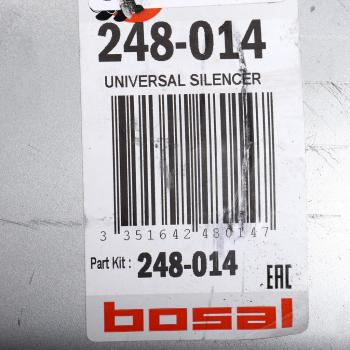 248-014
UNIVERSAL SILENCER
3 351642 480147
Part Kit : 248-014
EAC
bosal